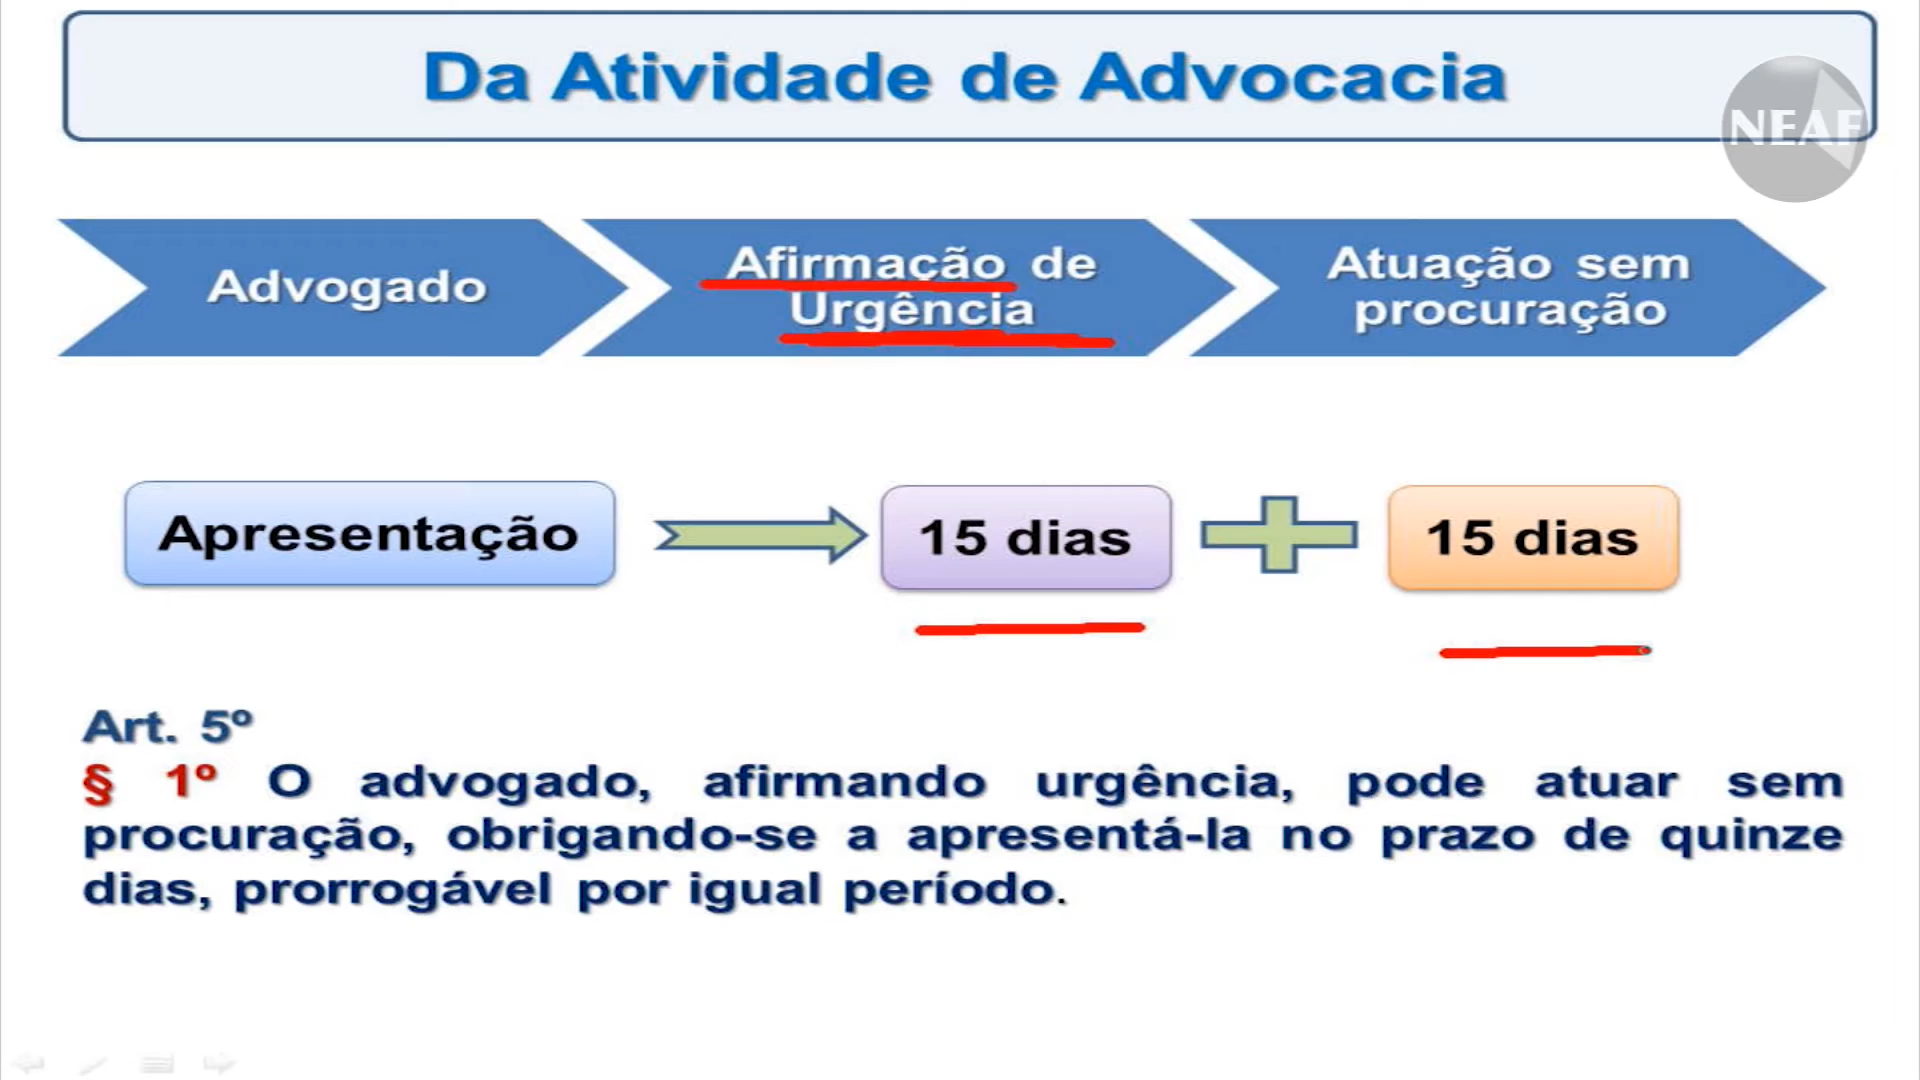 Da Atividade de Advocacia
NEAF
Advogado
Afirmação de
Urgência
Atuação sem
procuração
Apresentação
15 dias
15 dias
Art. 5º
§ 1º O advogado, afirmando urgência, pode atuar sem
procuração, obrigando-se a apresentá-la no prazo de quinze
dias, prorrogável por igual período.